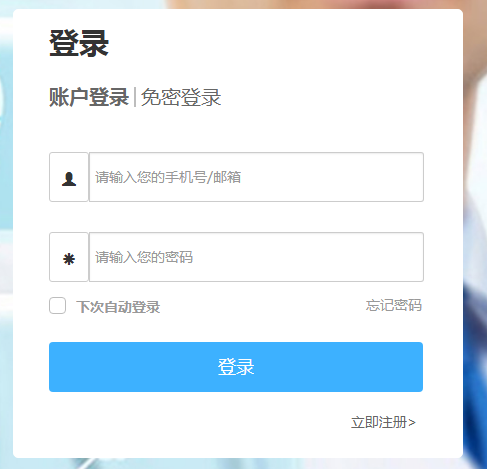 登录
账户登录|免密登录
请输入您的手机号/邮箱
请输入您的密码
下次自动登录 忘记密码
登录
立即注册>